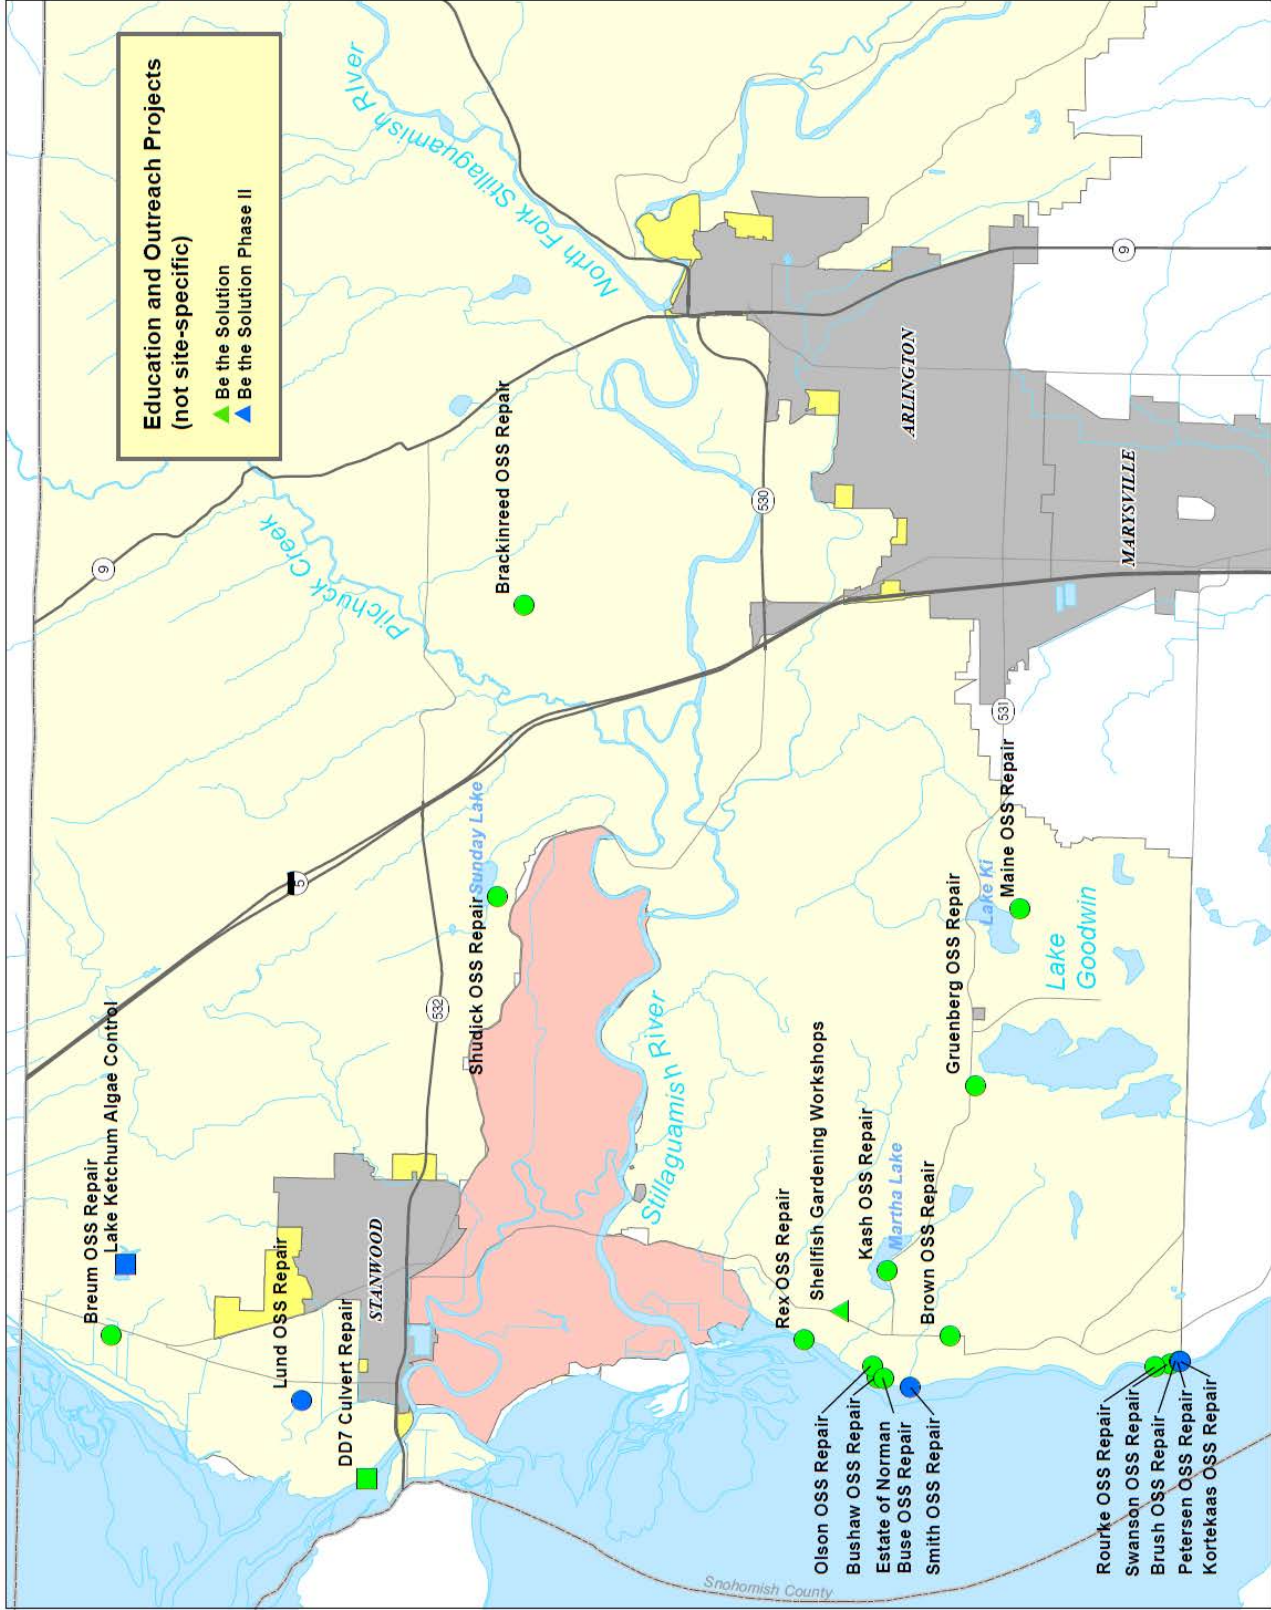 Education and Outreach Projects
(not site-specific)
Be the Solution
Be the Solution Phase II
North Fork Stillaguamish River
Pilchuck Creek
9
5
Breum OSS Repair
Lake Ketchum Algae Control
Lund OSS Repair
DD7 Culvert Repair
STANWOOD
532
Shudick OSS Repair
Sunday Lake
Brackinreed OSS Repair
530
Stillaguamish River
ARLINGTON
MARYSVILLE
9
531
Rex OSS Repair
Shellfish Gardening Workshops
Kash OSS Repair
Martha Lake
Brown OSS Repair
Gruenberg OSS Repair
Lake Ki
Maine OSS Repair
Lake
Goodwin
Olson OSS Repair
Bushaw OSS Repair
Estate of Norman
Buse OSS Repair
Smith OSS Repair
Rourke OSS Repair
Swanson OSS Repair
Brush OSS Repair
Petersen OSS Repair
Kortekaas OSS Repair
Snohomish County